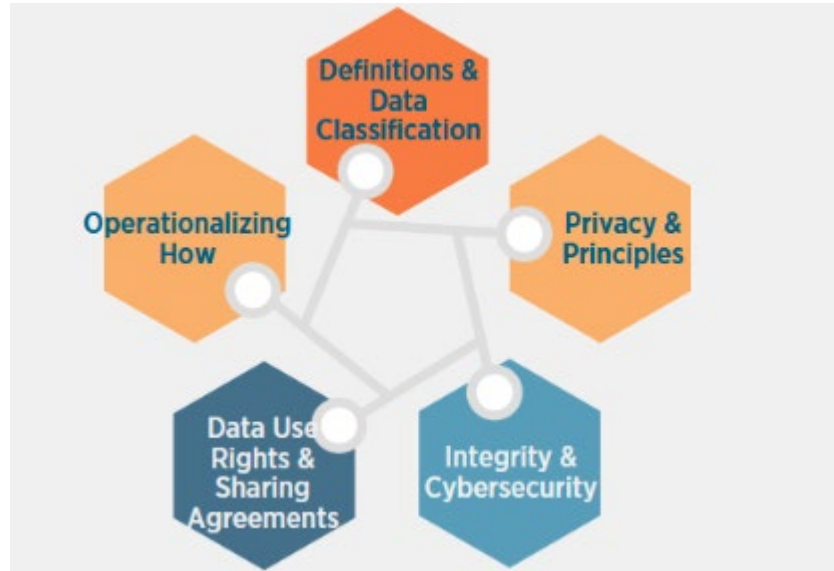 Definitions &
Data
Classification
Privacy &
Principles
Integrity &
Cybersecurity
Data Use
Rights &
Sharing
Agreements
Operationalizing
How